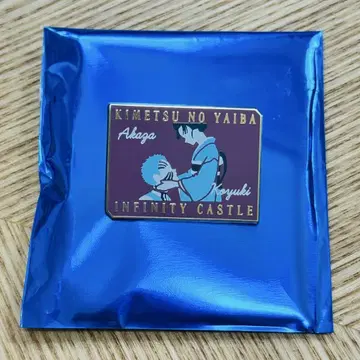 KIMETSU NO YAIBA
Akaza
Koyuki
INFINITY CASTLE